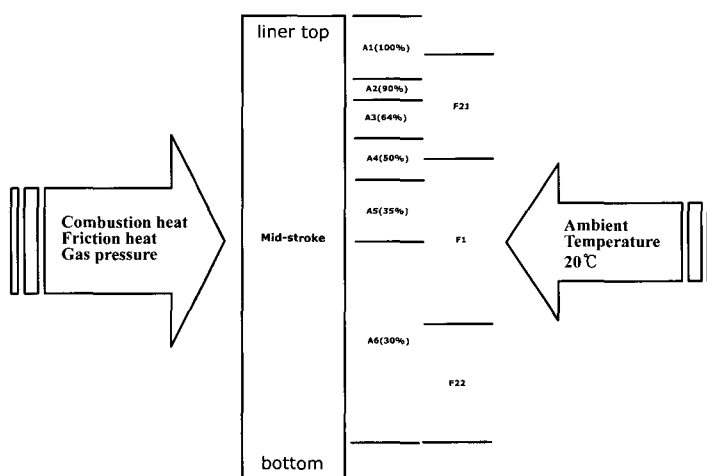 liner top
A1(100%)
A2(90%)
F21
A3(64%)
A4(50%)
A5(35%)
Combustion heat
Friction heat
Gas pressure
Mid-stroke
F1
Ambient
Temperature
20℃
A6(30%)
F22
bottom